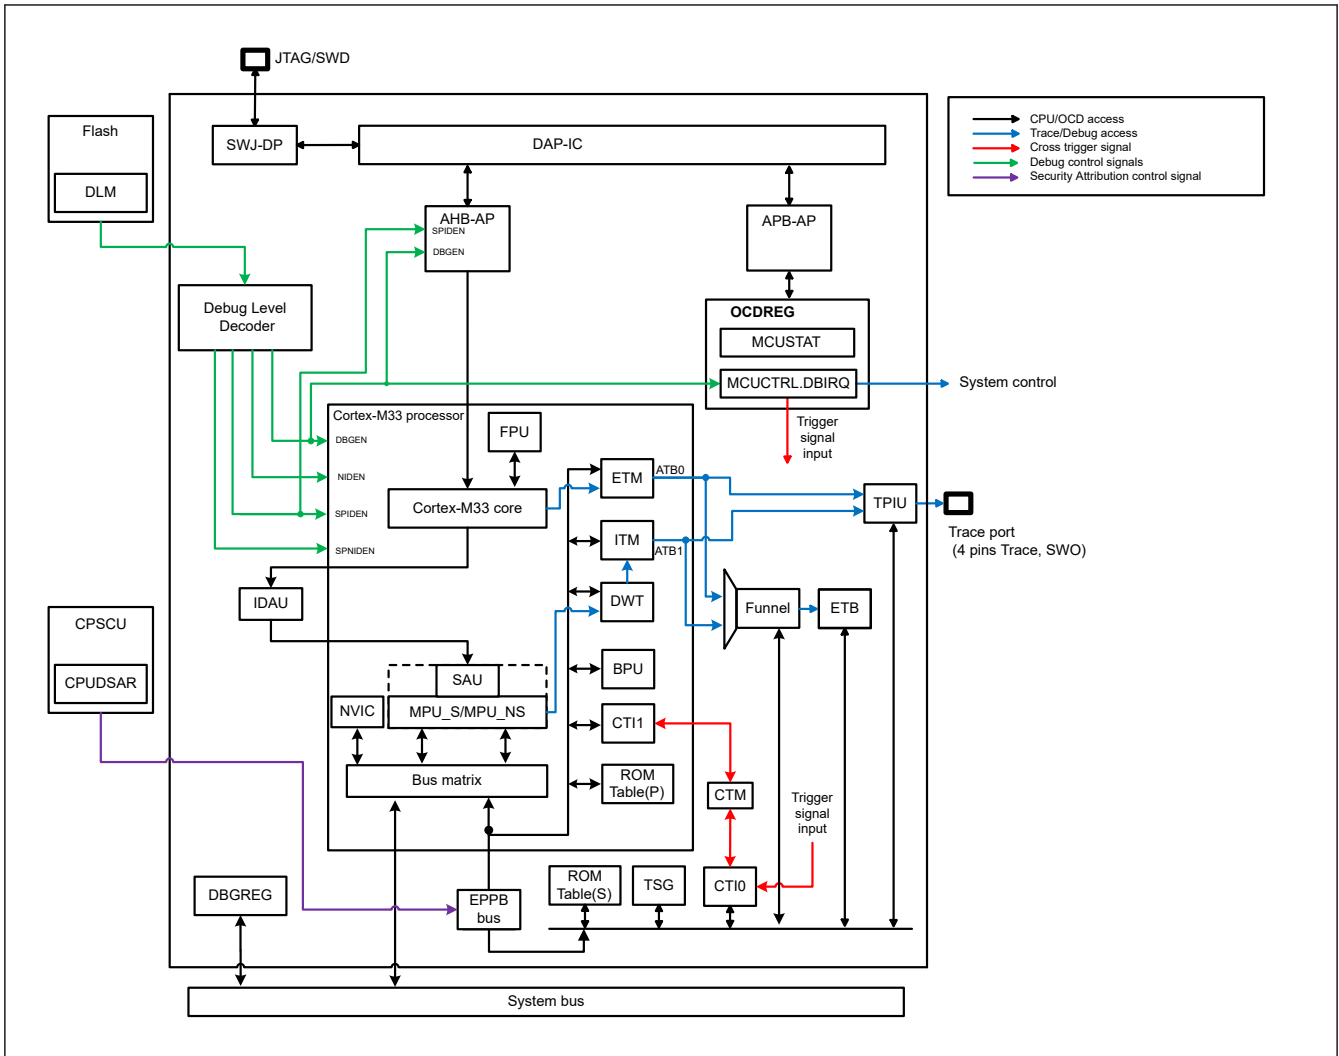 JTAG/SWD
Flash
DLM
SWJ-DP
DAP-IC
CPU/OCD access
Trace/Debug access
Cross trigger signal
Debug control signals
Security Attribution control signal
AHB-AP
SPIDEN
DBGEN
APB-AP
Debug Level
Decoder
OCDREG
MCUSTAT
MCUCTRL.DBIRQ
System control
Trigger
signal
input
Cortex-M33 processor
DBGEN
NIDEN
SPIDEN
SPNIDEN
FPU
Cortex-M33 core
ETM
ATB0
ITM
ATB1
DWT
TPIU
Trace port
(4 pins Trace, SWO)
Funnel
ETB
IDAU
CPSCU
CPUDSAR
SAU
NVIC
MPU_S/MPU_NS
BPU
CTI1
Bus matrix
ROM
Table(P)
CTM
Trigger
signal
input
DBGREG
EPPB
bus
ROM
Table(S)
TSG
CTI0
System bus